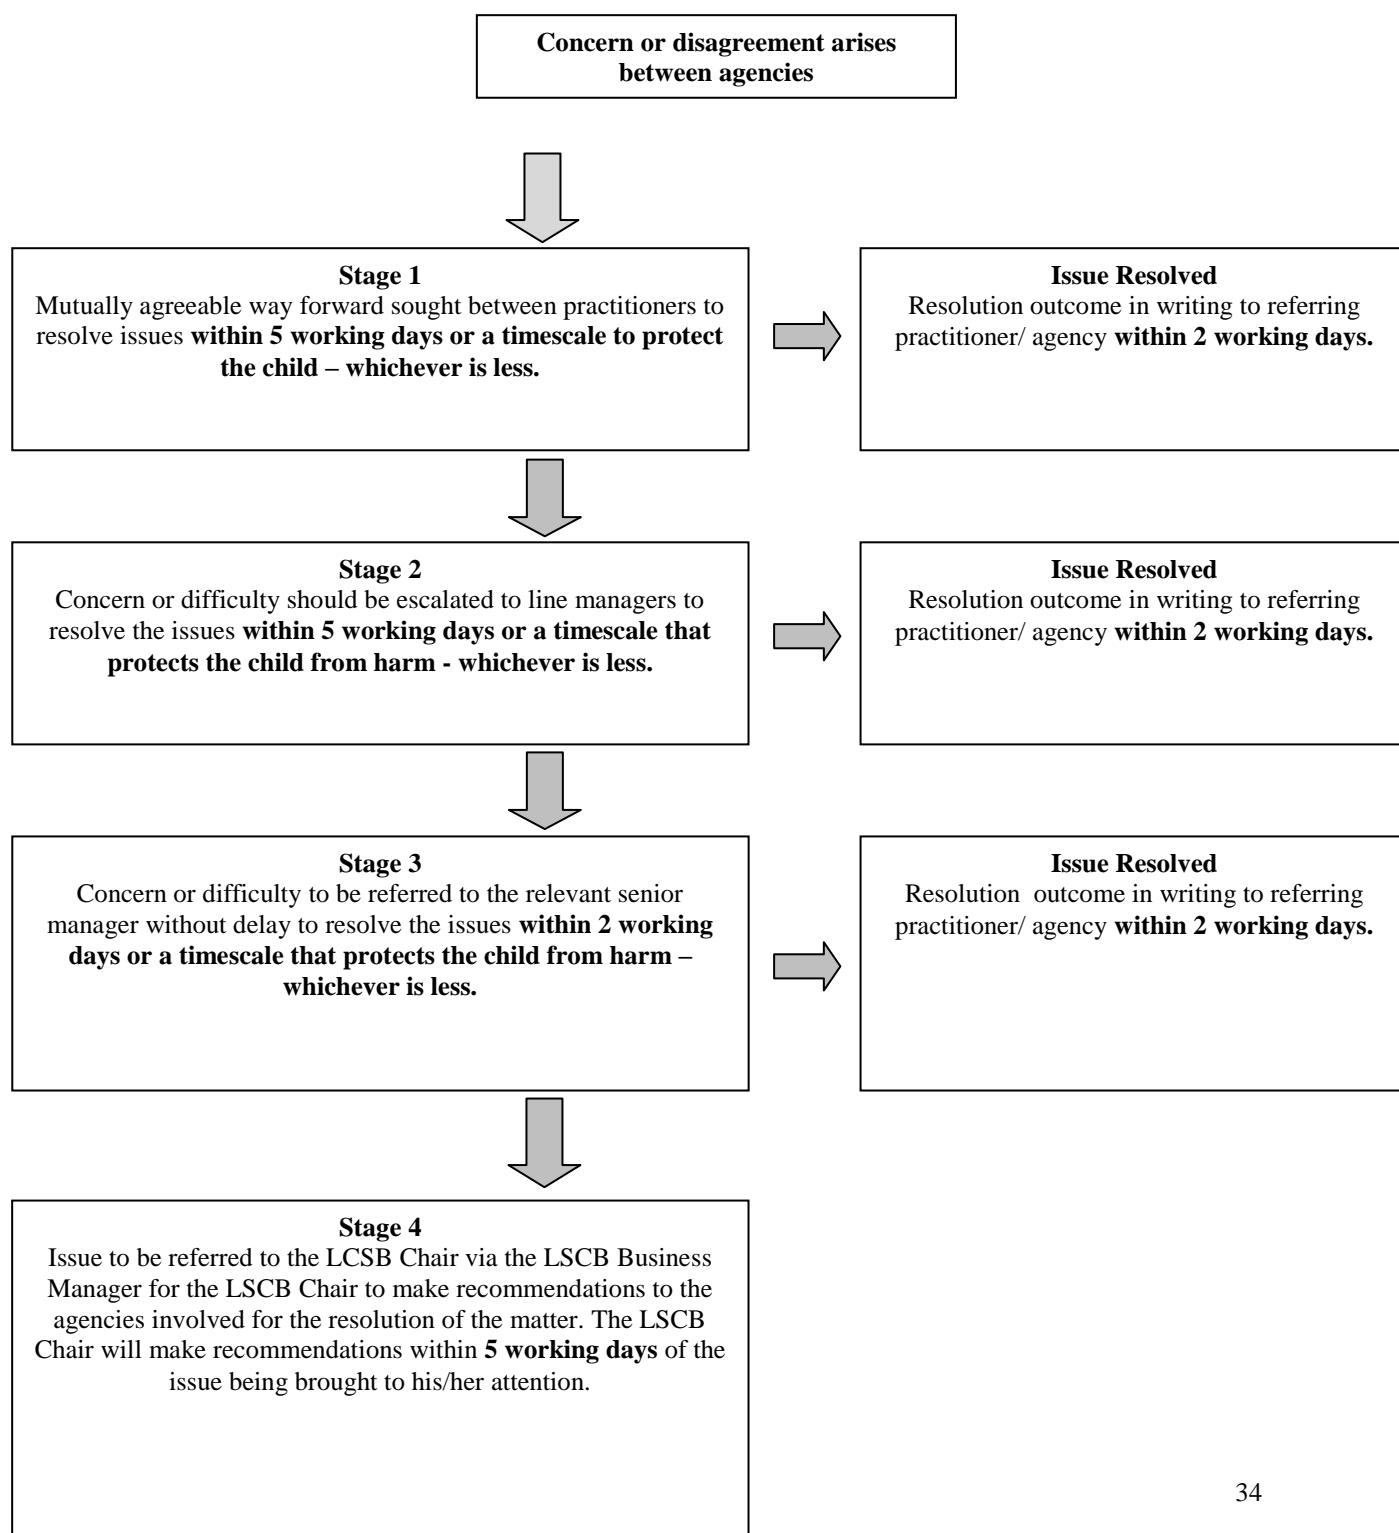 Concern or disagreement arises
between agencies
Stage 1
Mutually agreeable way forward sought between practitioners to
resolve issues within 5 working days or a timescale to protect
the child – whichever is less.
Issue Resolved
Resolution outcome in writing to referring
practitioner/ agency within 2 working days.
Stage 2
Concern or difficulty should be escalated to line managers to
resolve the issues within 5 working days or a timescale that
protects the child from harm - whichever is less.
Issue Resolved
Resolution outcome in writing to referring
practitioner/ agency within 2 working days.
Stage 3
Concern or difficulty to be referred to the relevant senior
manager without delay to resolve the issues within 2 working
days or a timescale that protects the child from harm –
whichever is less.
Issue Resolved
Resolution  outcome in writing to referring
practitioner/ agency within 2 working days.
Stage 4
Issue to be referred to the LCSB Chair via the LSCB Business
Manager for the LSCB Chair to make recommendations to the
agencies involved for the resolution of the matter. The LSCB
Chair will make recommendations within 5 working days of the
issue being brought to his/her attention.
34